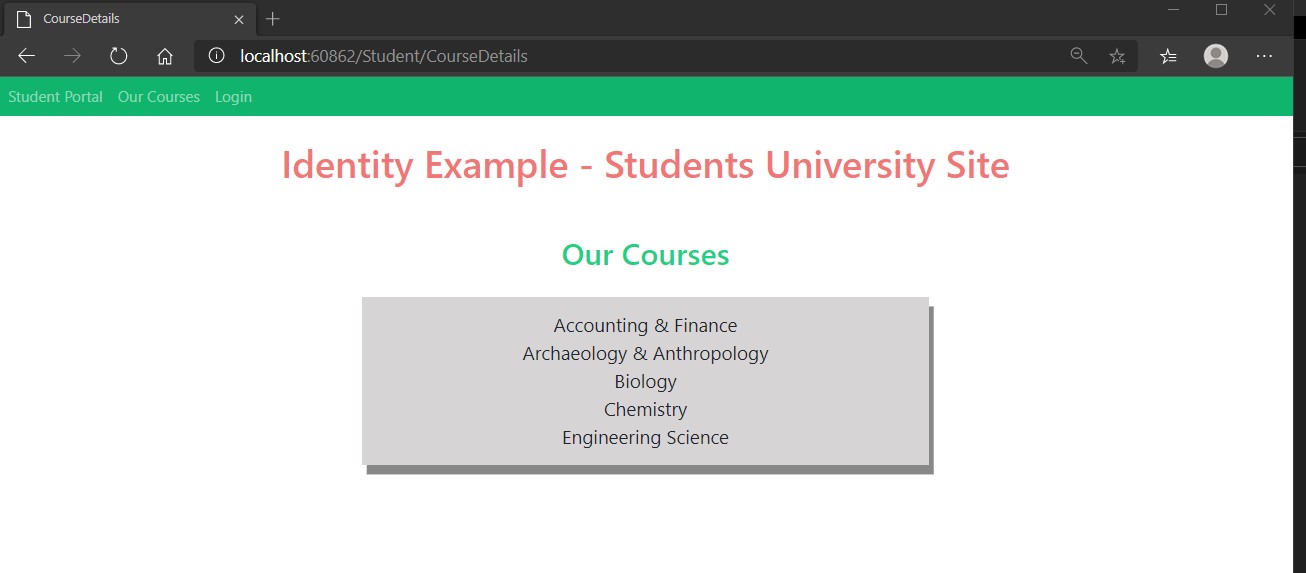 CourseDetails
localhost:60862/Student/CourseDetails
Student Portal Our Courses Login
Identity Example - Students University Site
Our Courses
Accounting & Finance
Archaeology & Anthropology
Biology
Chemistry
Engineering Science